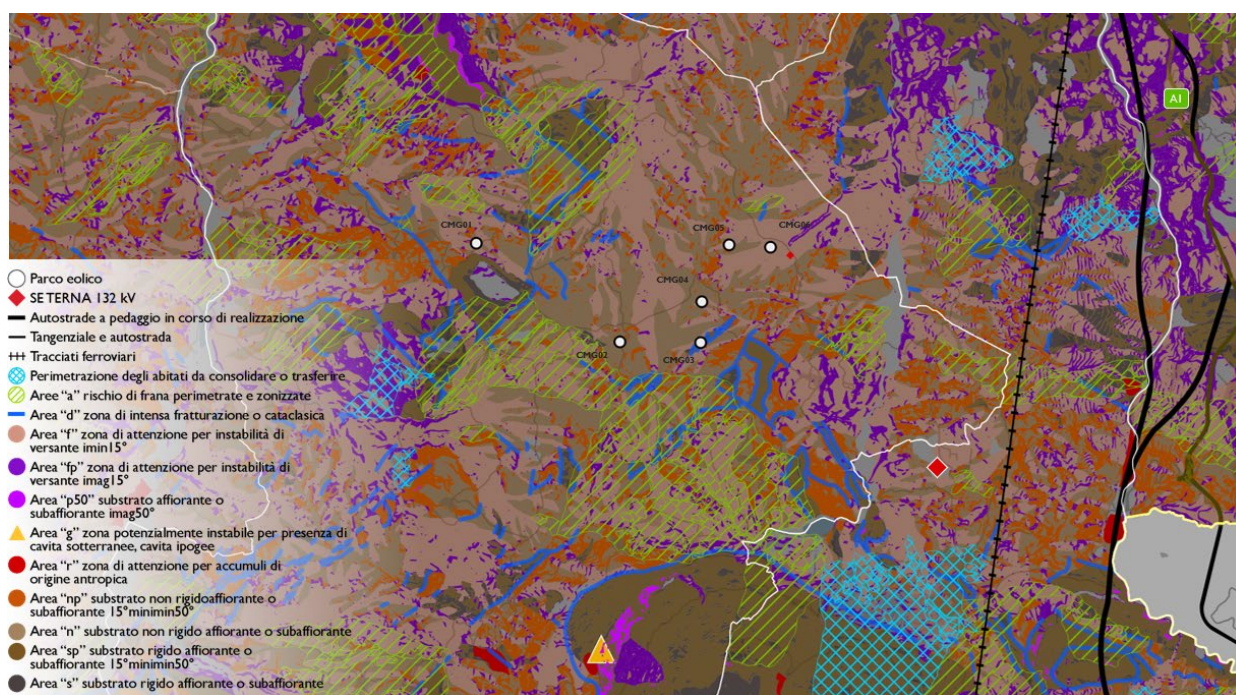 A1
CMG01
CMG05
CMG06
CMG04
CMG02
CMG03
Parco eolico
SE TERNA 132 kV
Autostrade a pedaggio in corso di realizzazione
Tangenziale e autostrada
Tracciati ferroviari
Perimetrazione degli abitati da consolidare o trasferire
Aree “a” rischio di frana perimetrate e zonizzate
Area “d” zona di intensa fratturazione o cataclasica
Area “f” zona di attenzione per instabilità di
versante imin15°
Area “fp” zona di attenzione per instabilità di
versante imag15°
Area “p50” substrato affiorante o
subaffiorante imag50°
Area “g” zona potenzialmente instabile per presenza di
cavita sotterranee, cavita ipogee
Area “r” zona di attenzione per accumuli di
origine antropica
Area “np” substrato non rigidoaffiorante o
subaffiorante 15°minimin50°
Area “n” substrato non rigido affiorante o subaffiorante
Area “sp” substrato rigido affiorante o
subaffiorante 15°minimin50°
Area “s” substrato rigido affiorante o subaffiorante